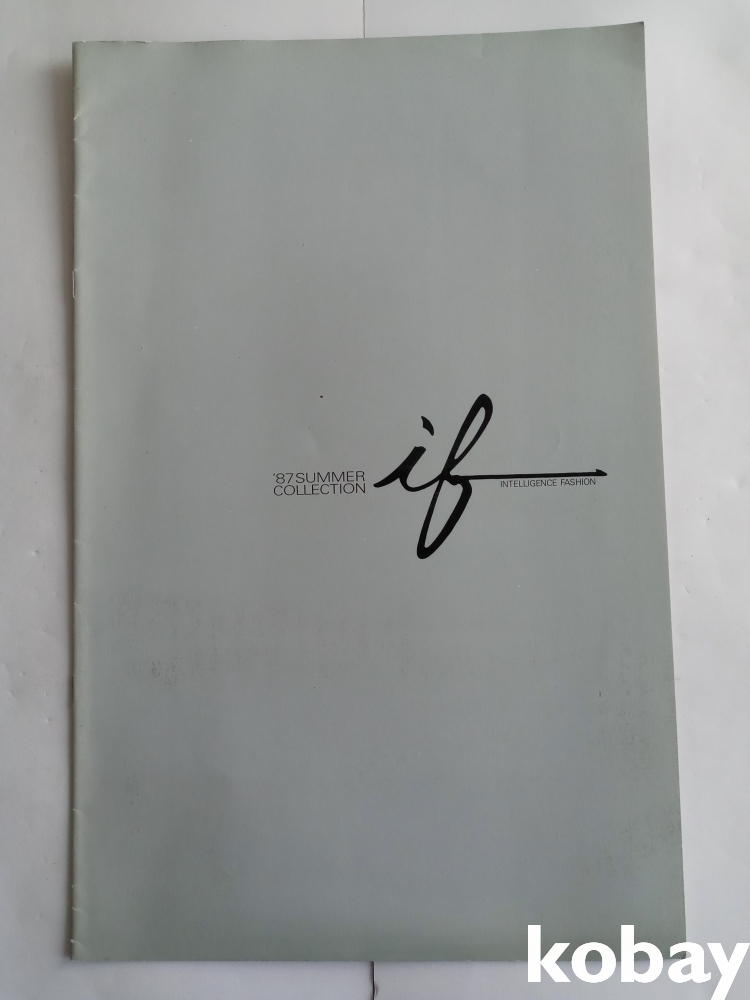 '87 SUMMER
COLLECTION
if
INTELLIGENCE FASHION
kobay